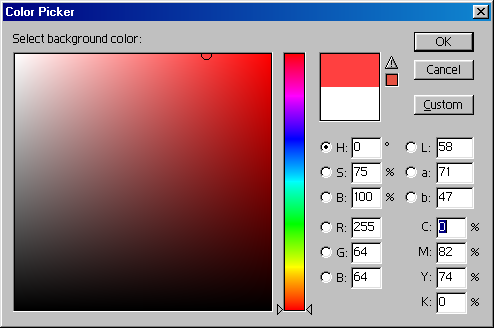 Color Picker
Select background color:
OK
Cancel
Custom
H: 0 ° L: 58
S: 75 % a: 71
B: 100 % b: 47
R: 255 C: 0 %
G: 64 M: 82 %
B: 64 Y: 74 %
K: 0 %